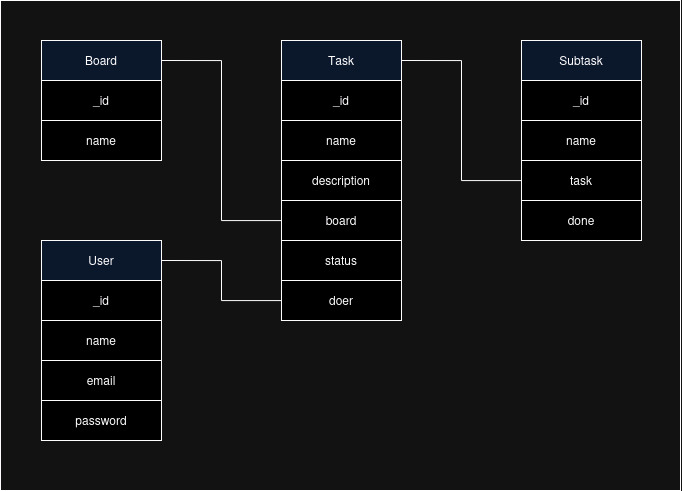 Board
_id
name
User
_id
name
email
password
Task
_id
name
description
board
status
doer
Subtask
_id
name
task
done